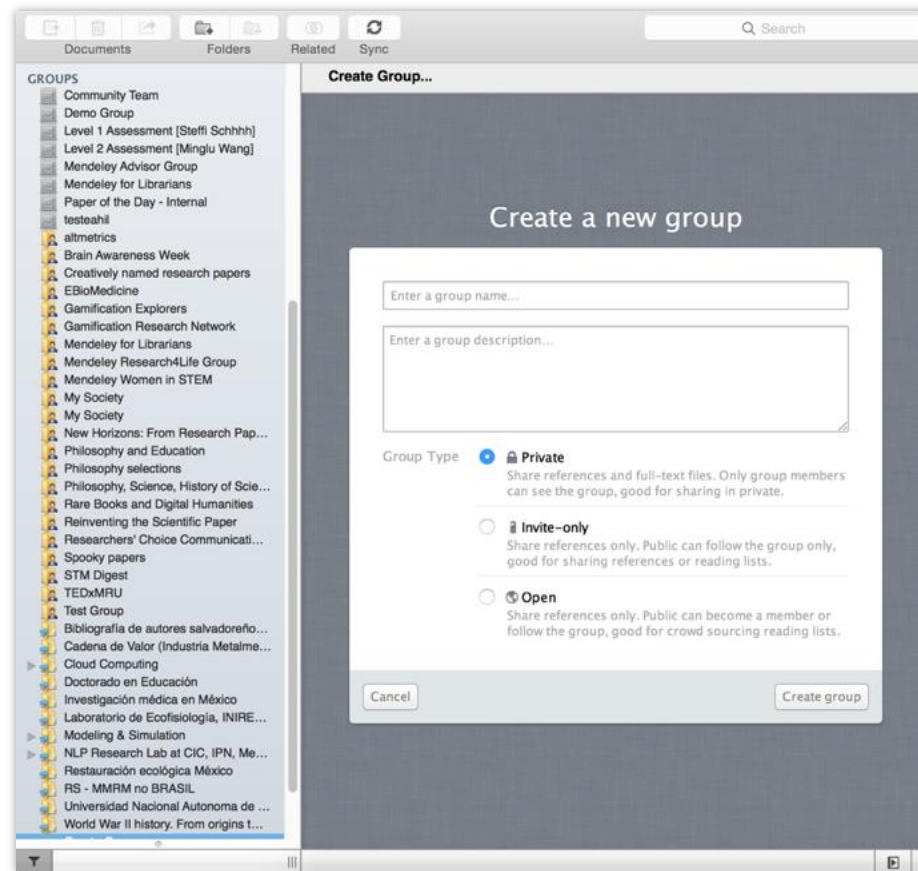 Search
Documents
Folders
Related
Sync
GROUPS
Community Team
Demo Group
Level 1 Assessment [Steffi Schhhh]
Level 2 Assessment [Minglu Wang]
Mendeley Advisor Group
Mendeley for Librarians
Paper of the Day - Internal
testeahil
altmetrics
Brain Awareness Week
Creatively named research papers
EBioMedicine
Gamification Explorers
Gamification Research Network
Mendeley for Librarians
Mendeley Research4Life Group
Mendeley Women in STEM
My Society
My Society
New Horizons: From Research Pap...
Philosophy and Education
Philosophy selections
Philosophy, Science, History of Scie...
Rare Books and Digital Humanities
Reinventing the Scientific Paper
Researchers' Choice Communicati...
Spooky papers
STM Digest
TEDxMRU
Test Group
Bibliografía de autores salvadoreño...
Cadena de Valor (Industria Metalme...
Cloud Computing
Doctorado en Educación
Investigación médica en México
Laboratorio de Ecofisiología, INIRE...
Modeling & Simulation
NLP Research Lab at CIC, IPN, Me...
Restauración ecológica México
RS - MMRM no BRASIL
Universidad Nacional Autonoma de ...
World War II history. From origins t...
Create Group...
Create a new group
Enter a group name...
Enter a group description...
Group Type
Private
Share references and full-text files. Only group members
can see the group, good for sharing in private.
Invite-only
Share references only. Public can follow the group only,
good for sharing references or reading lists.
Open
Share references only. Public can become a member or
follow the group, good for crowd sourcing reading lists.
Cancel
Create group